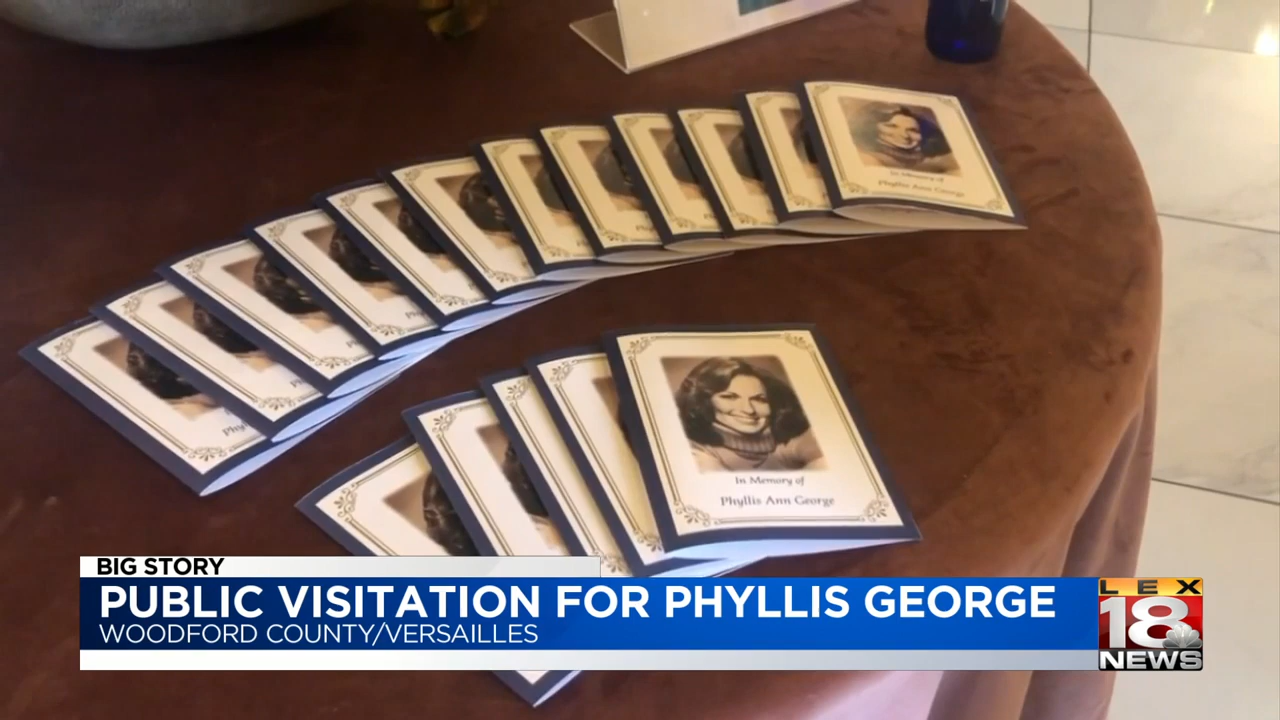 In Memory of
Phyllis Ann George
In Memory of
Phyllis Ann George
BIG STORY
PUBLIC VISITATION FOR PHYLLIS GEORGE
WOODFORD COUNTY/VERSAILLES
LEX
18
NEWS